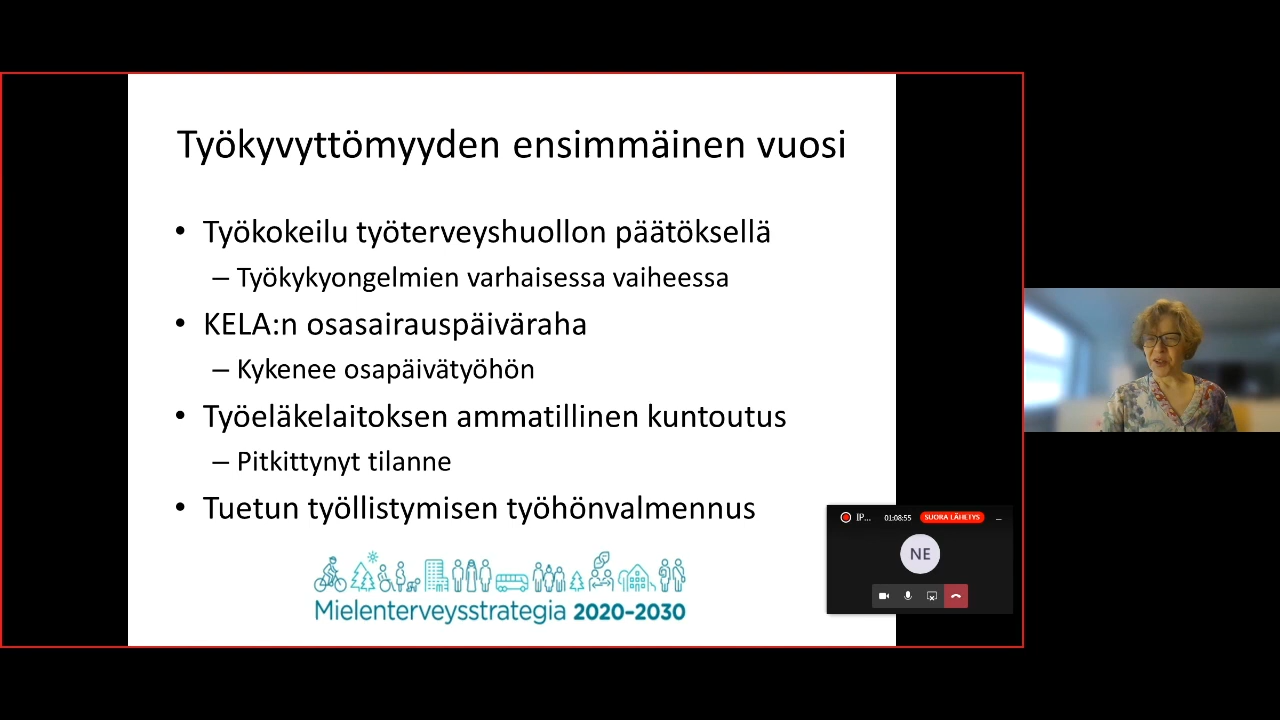 Työkyvyttömyyden ensimmäinen vuosi
• Työkokeilu työterveyshuollon päätöksellä
– Työkykyongelmien varhaisessa vaiheessa
• KELA:n osasairauspäiväraha
– Kykenee osapäivätyöhön
• Työeläkelaitoksen ammatillinen kuntoutus
– Pitkittynyt tilanne
• Tuetun työllistymisen työhönvalmennus
Mielenterveysstrategia 2020–2030
IP... 01:08:55 SUORA LÄHETYS
NE